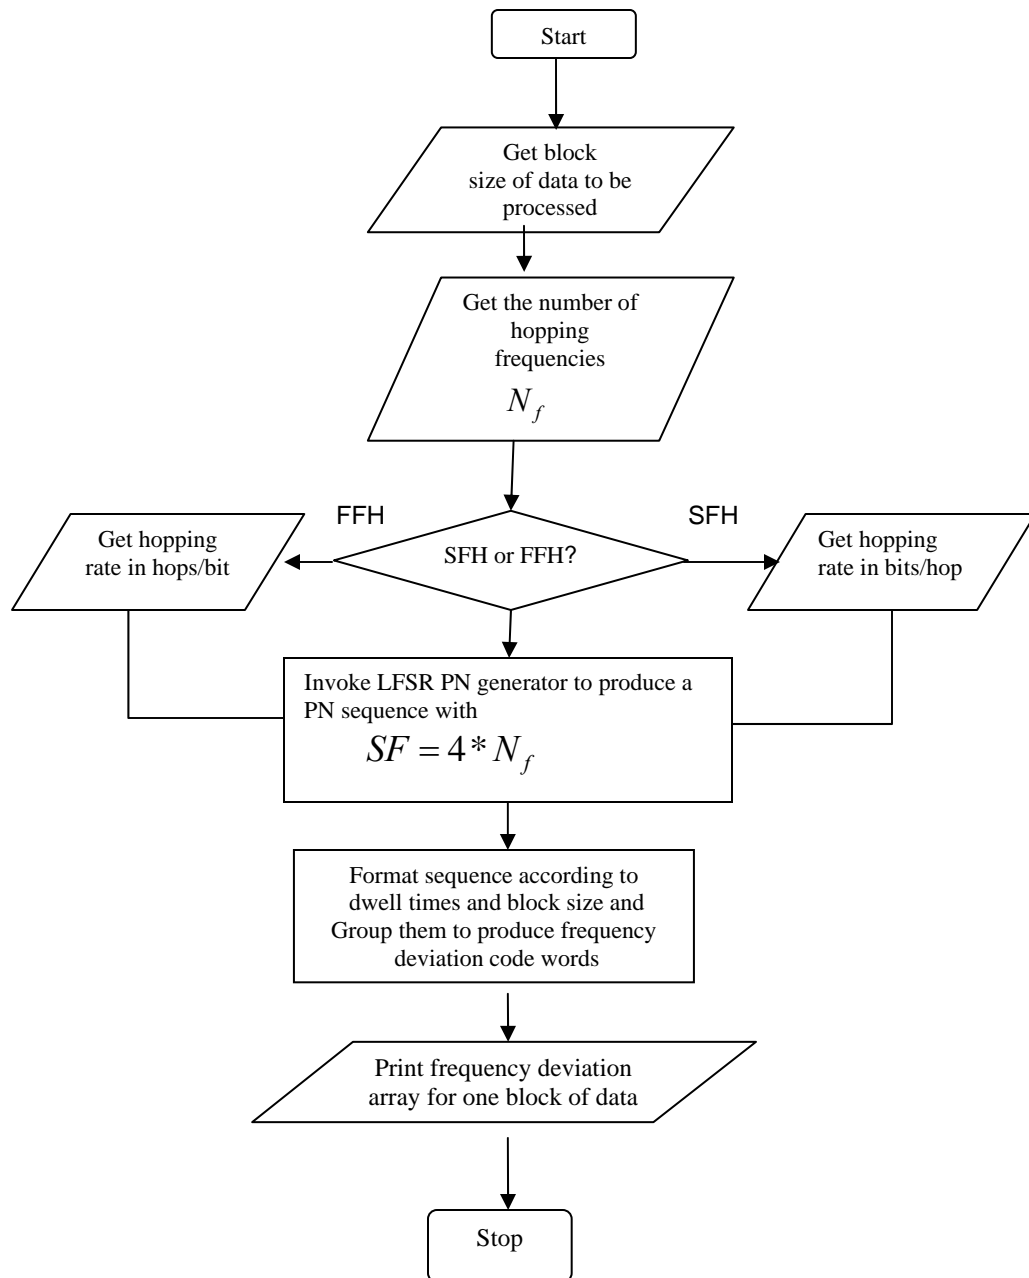 Start
Get block
size of data to be
processed
Get the number of
hopping
frequencies
N_f
FFH
SFH
Get hopping
rate in hops/bit
SFH or FFH?
Get hopping
rate in bits/hop
Invoke LFSR PN generator to produce a
PN sequence with
SF = 4 * N_f
Format sequence according to
dwell times and block size and
Group them to produce frequency
deviation code words
Print frequency deviation
array for one block of data
Stop